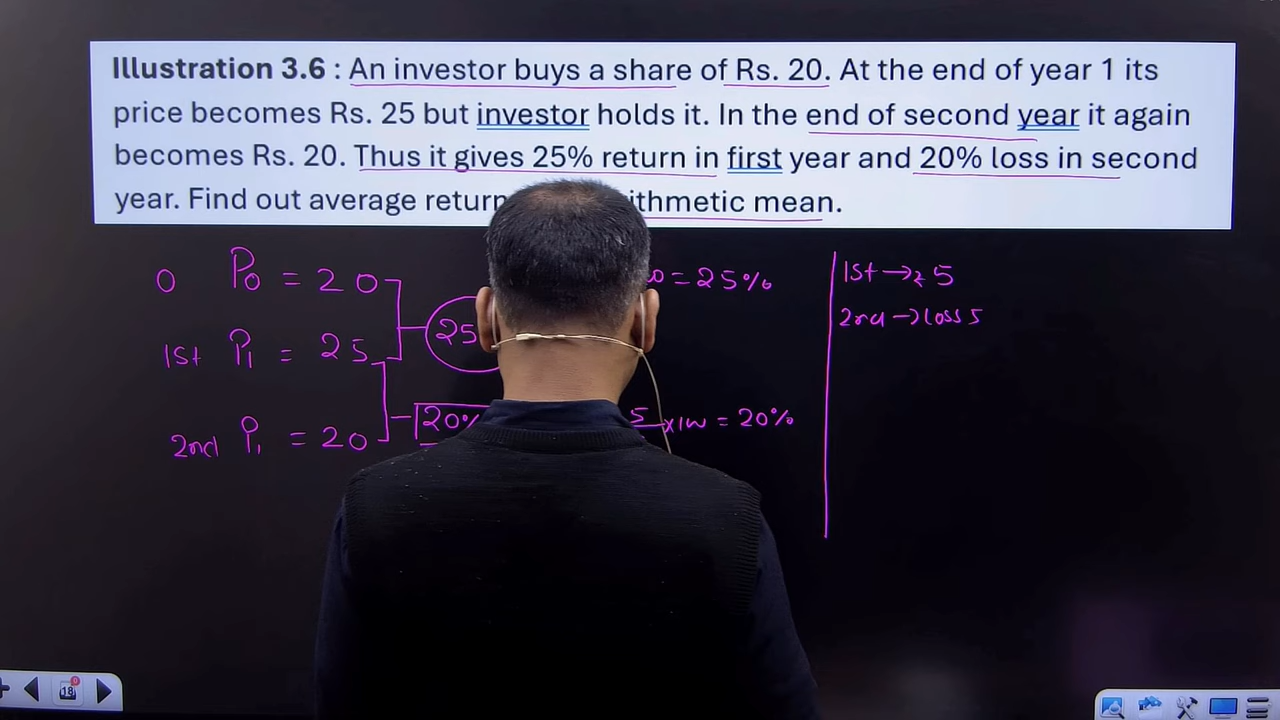 Illustration 3.6 : An investor buys a share of Rs. 20. At the end of year 1 its
price becomes Rs. 25 but investor holds it. In the end of second year it again
becomes Rs. 20. Thus it gives 25% return in first year and 20% loss in second
year. Find out average return ithmetic mean.
0 P0 = 20
= 25%
1st → 5
2nd → loss 5
1st P1 = 25
25
2nd P1 = 20
20%
5 x100 = 20%
18